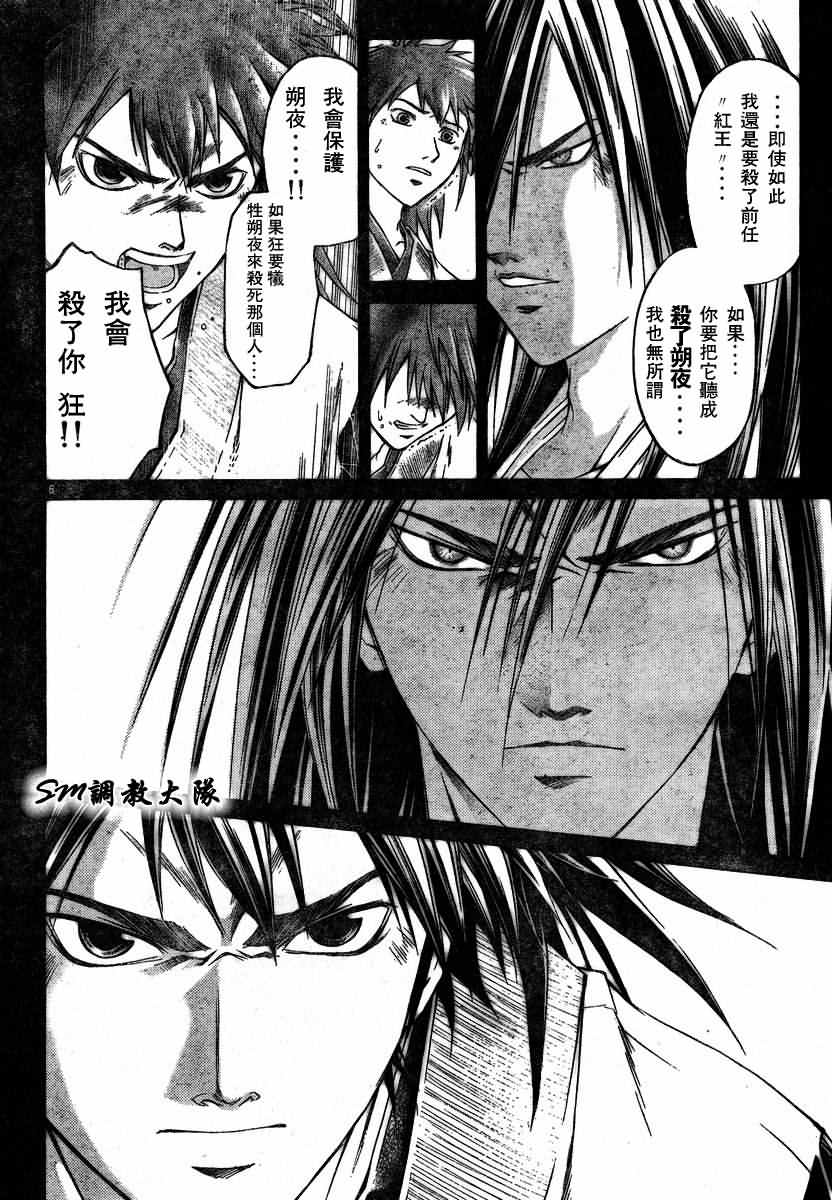 ‥‥即使如此
我還是要殺了前任
〃紅王〃‥‥
如果‥‥
你要把它聽成
殺了朔夜‥‥
我也無所謂
我會保護
朔夜‥‥!!
如果狂要犧
牲朔夜來殺死那個人‥‥
我會
殺了你 狂!!
6
SM調教大隊